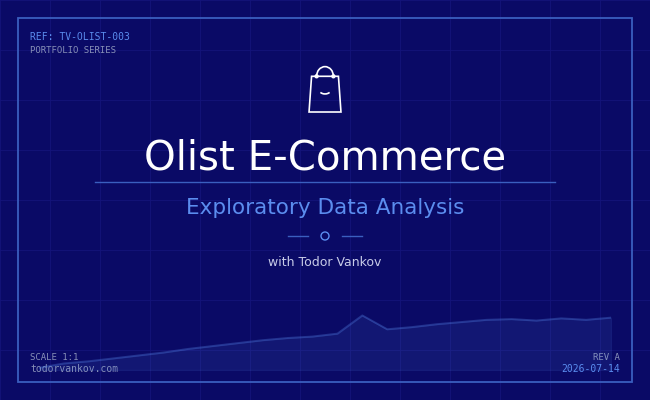 REF: TV-OLIST-003
PORTFOLIO SERIES
Olist E-Commerce
Exploratory Data Analysis
with Todor Vankov
SCALE 1:1
todorvankov.com
REV A
2026-07-14